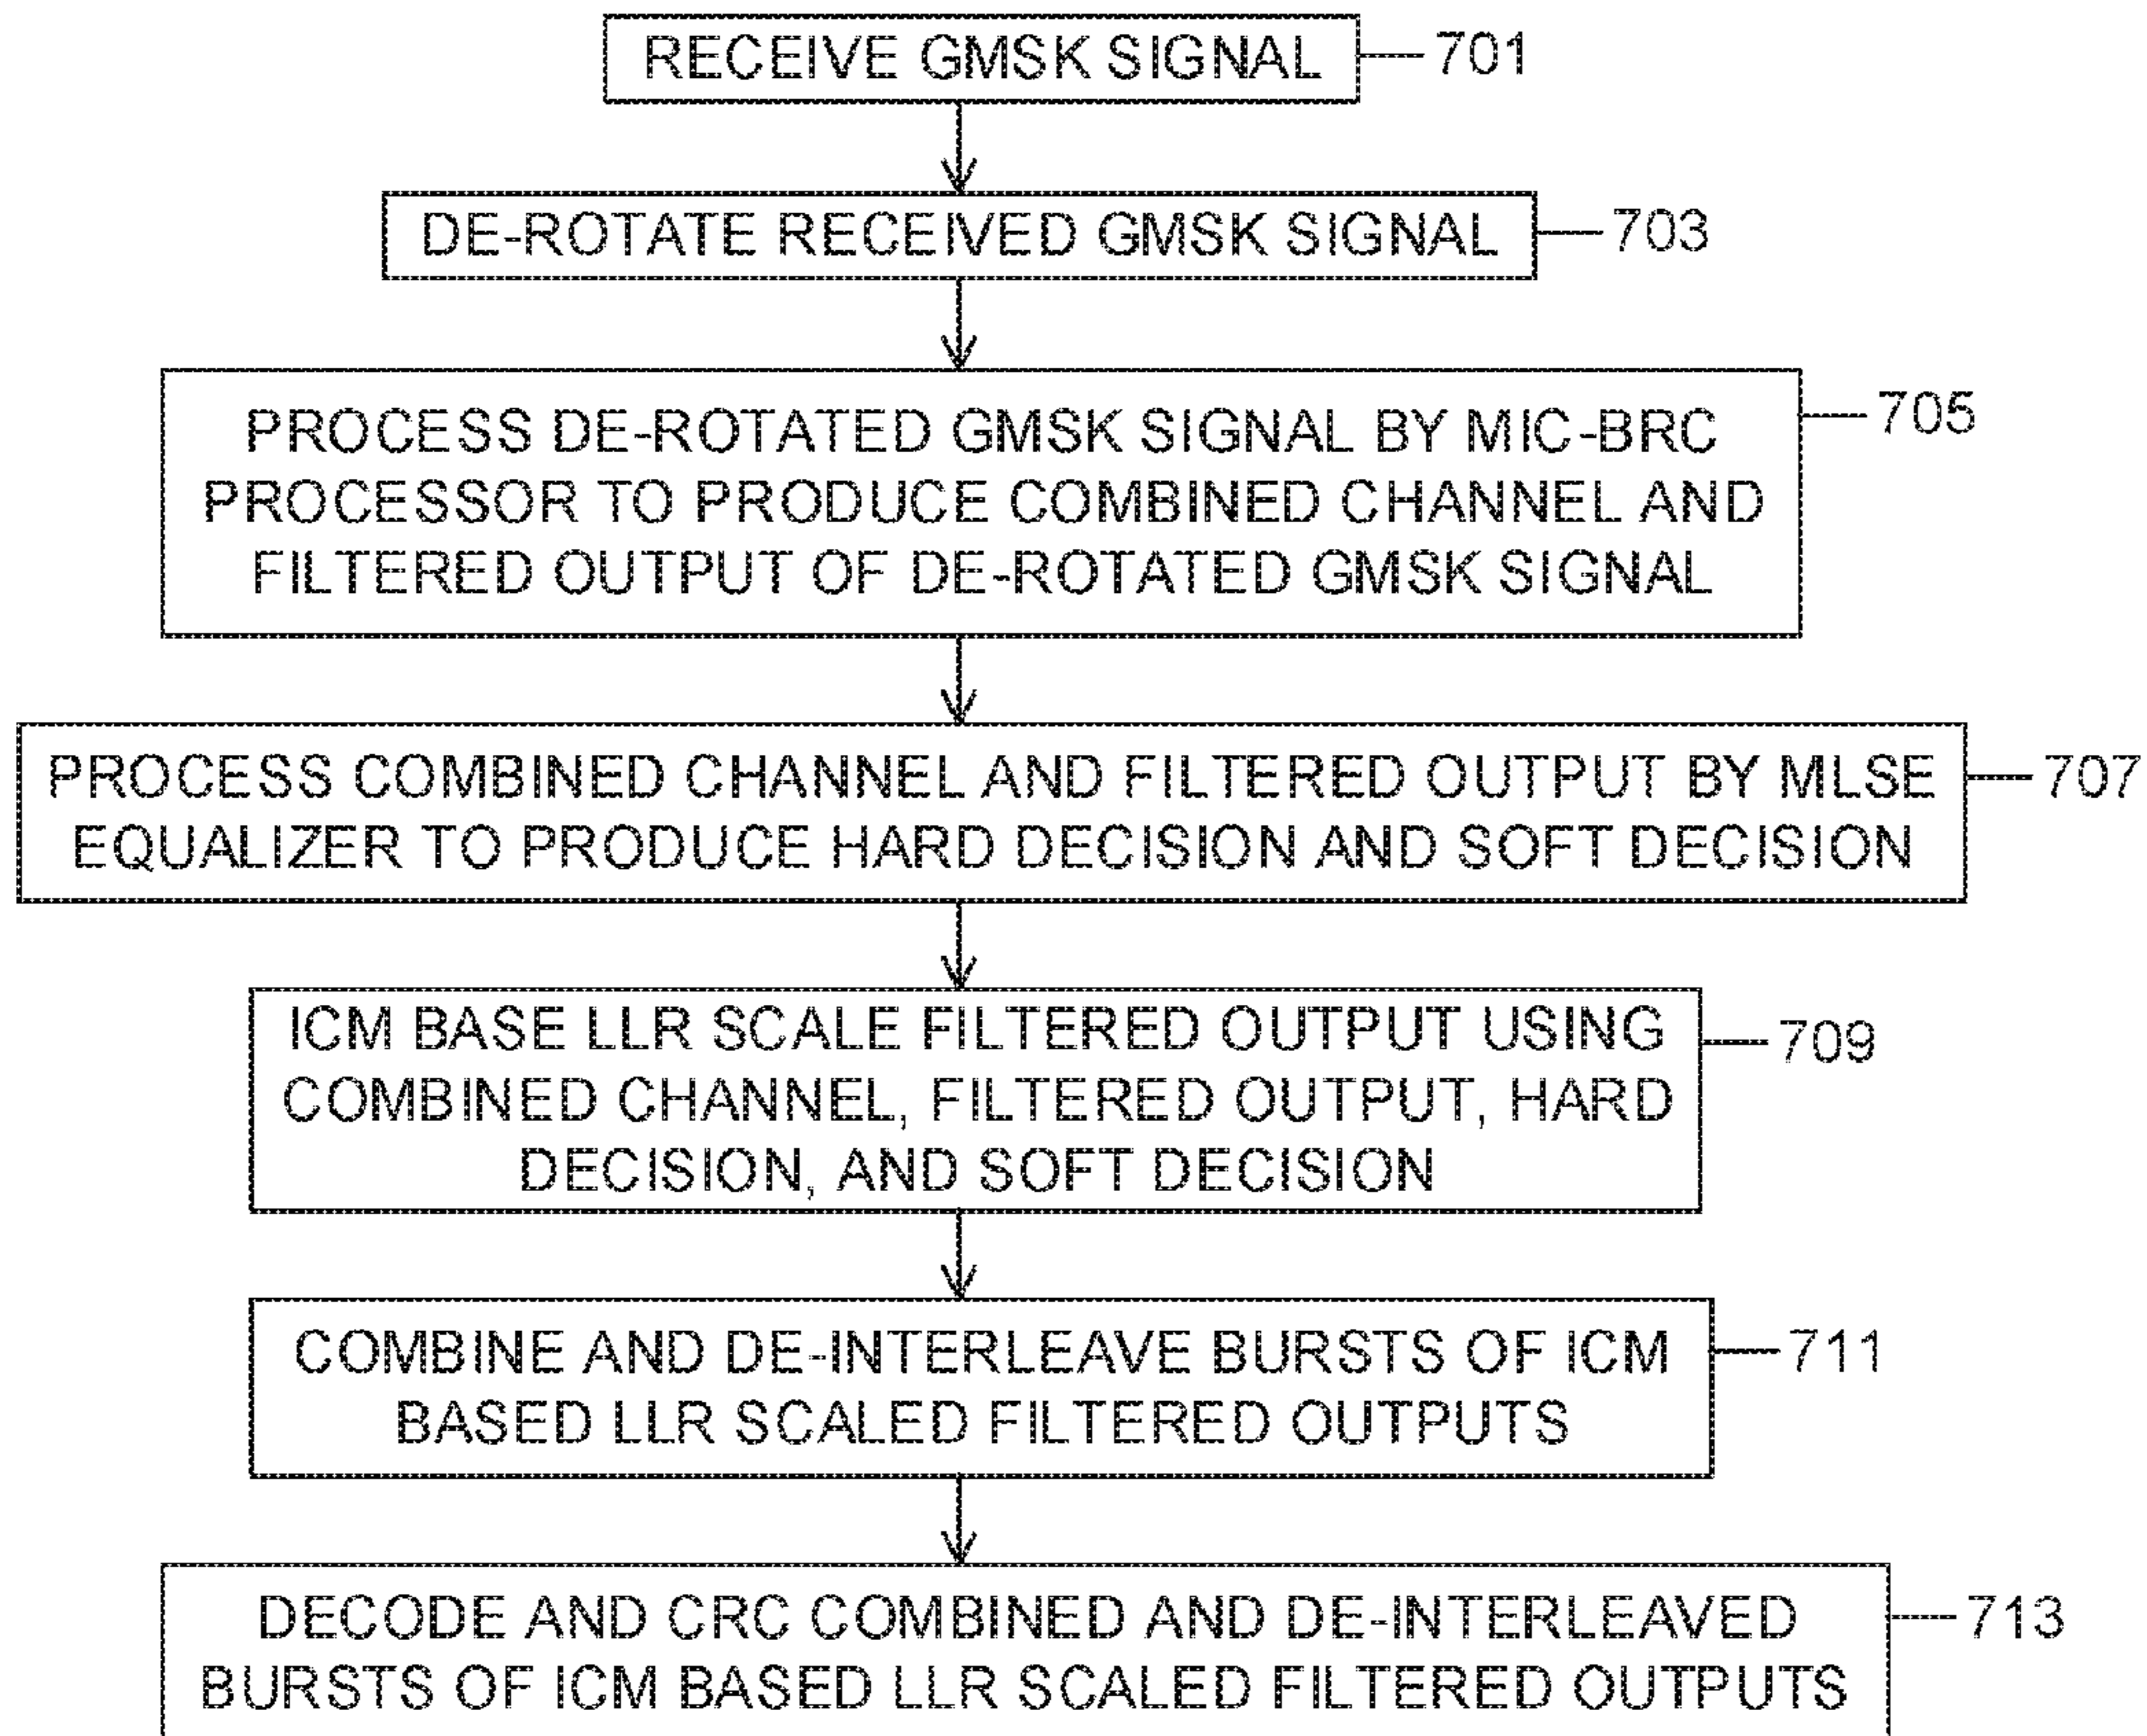 RECEIVE GMSK SIGNAL
701
DE-ROTATE RECEIVED GMSK SIGNAL
703
PROCESS DE-ROTATED GMSK SIGNAL BY MIC-BRC
PROCESSOR TO PRODUCE COMBINED CHANNEL AND
FILTERED OUTPUT OF DE-ROTATED GMSK SIGNAL
705
PROCESS COMBINED CHANNEL AND FILTERED OUTPUT BY MLSE
EQUALIZER TO PRODUCE HARD DECISION AND SOFT DECISION
707
ICM BASE LLR SCALE FILTERED OUTPUT USING
COMBINED CHANNEL, FILTERED OUTPUT, HARD
DECISION, AND SOFT DECISION
709
COMBINE AND DE-INTERLEAVE BURSTS OF ICM
BASED LLR SCALED FILTERED OUTPUTS
711
DECODE AND CRC COMBINED AND DE-INTERLEAVED
BURSTS OF ICM BASED LLR SCALED FILTERED OUTPUTS
713